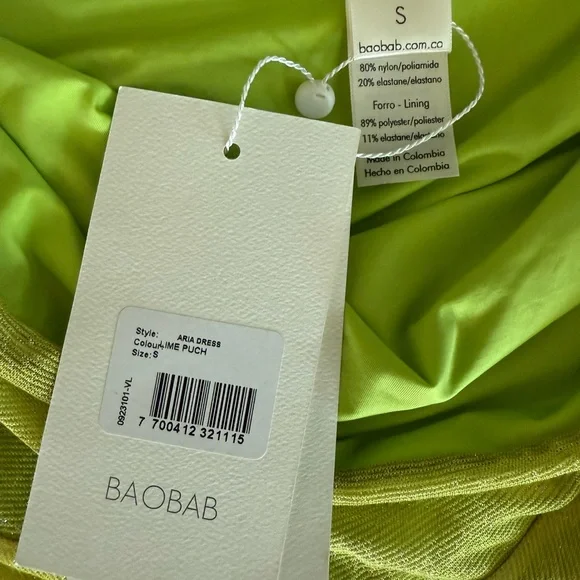 S
baobab.com.co
80% nylon/poliamida
20% elastane/elastano
Forro - Lining
89% polyester/poliester
11% elastane/elastano
Made in Colombia
Hecho en Colombia
Style: ARIA DRESS
Colour: LIME PUCH
Size: S
0923101-VL
7 700412 321115
BAOBAB